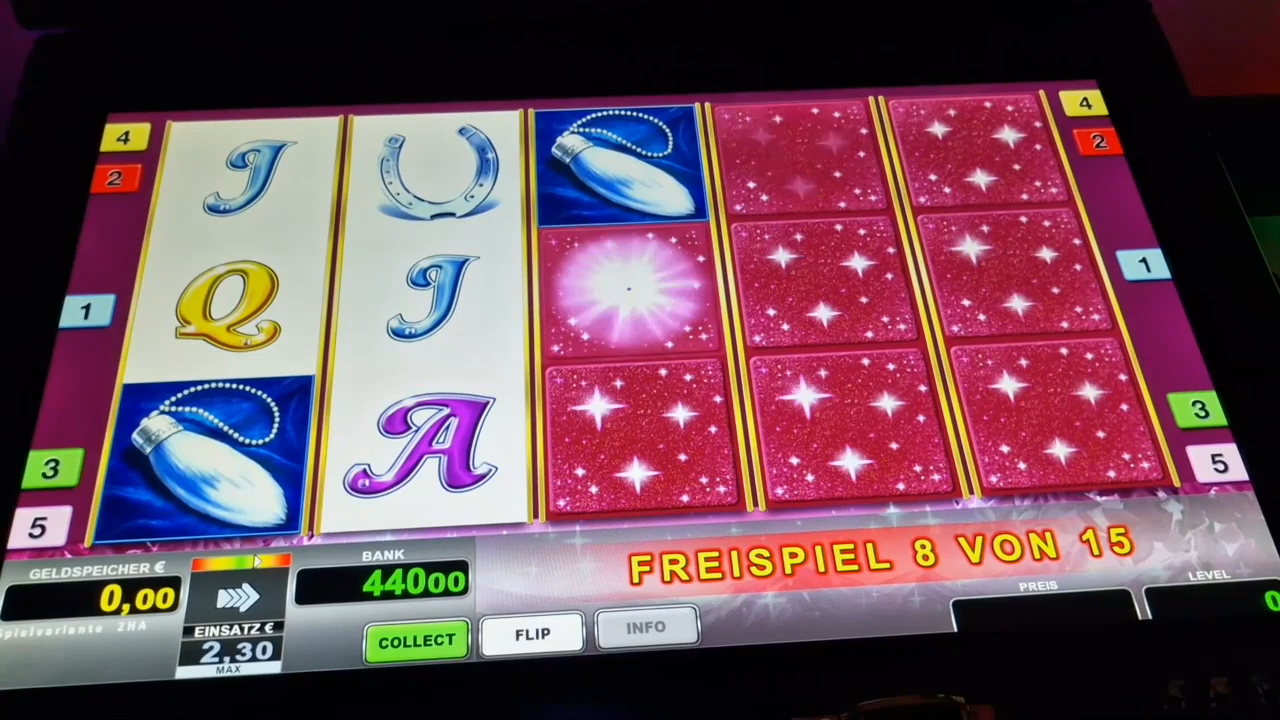 4
4
2
2
J
Q
J
A
1
1
3
3
5
5
FREISPIEL 8 VON 15
GELDSPEICHER €
0,00
Spielvariante ZHA
EINSATZ €
2,30
MAX
BANK
44000
COLLECT
FLIP
INFO
PREIS
LEVEL
0